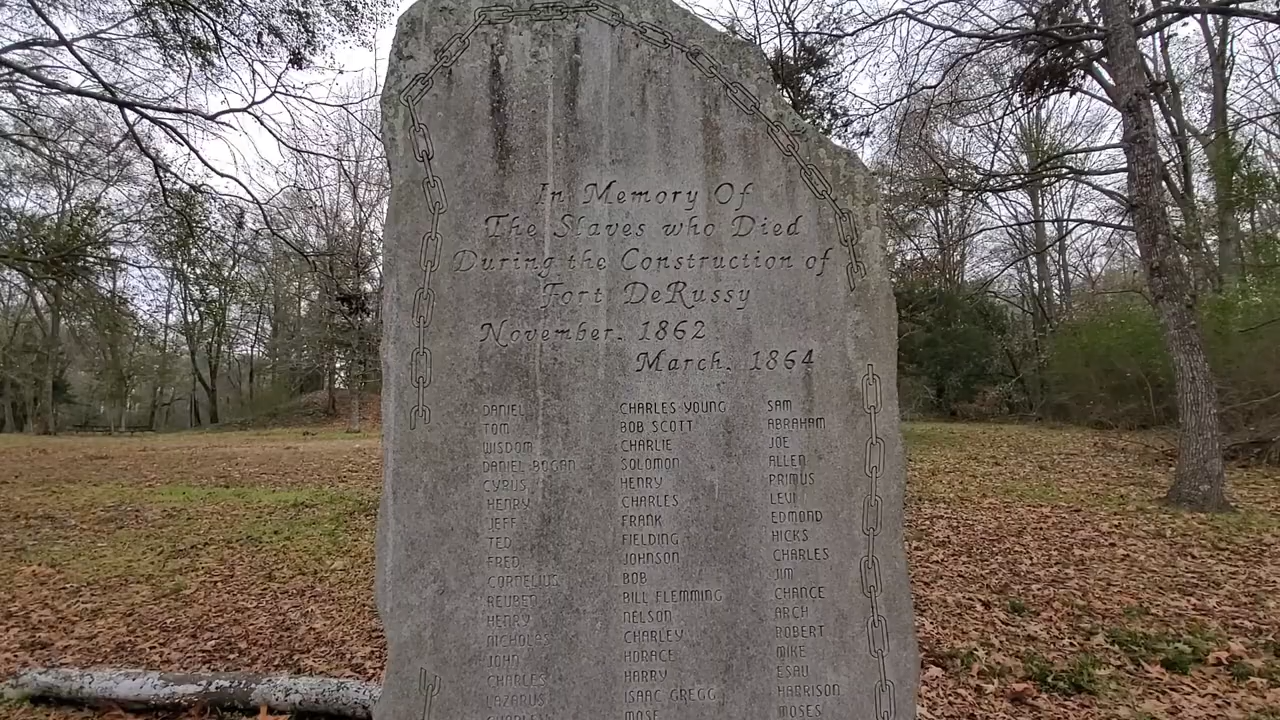 In Memory Of
The Slaves who Died
During the Construction of
Fort DeRussy
November, 1862
March, 1864
DANIEL CHARLES YOUNG SAM
TOM BOB SCOTT ABRAHAM
WISDOM CHARLIE JOE
DANIEL BOGAN SOLOMON ALLEN
CYRUS HENRY PRIMUS
HENRY CHARLES LEVI
JEFF FRANK EDMOND
TED FIELDING HICKS
FRED JOHNSON CHARLES
CORNELIUS BOB JIM
REUBEN BILL FLEMMING CHANCE
HENRY NELSON ARCH
NICHOLAS CHARLEY ROBERT
JOHN HORACE MIKE
CHARLES HARRY ESAU
LAZARUS ISAAC GREGG HARRISON
CHARLEY MOSE MOSES